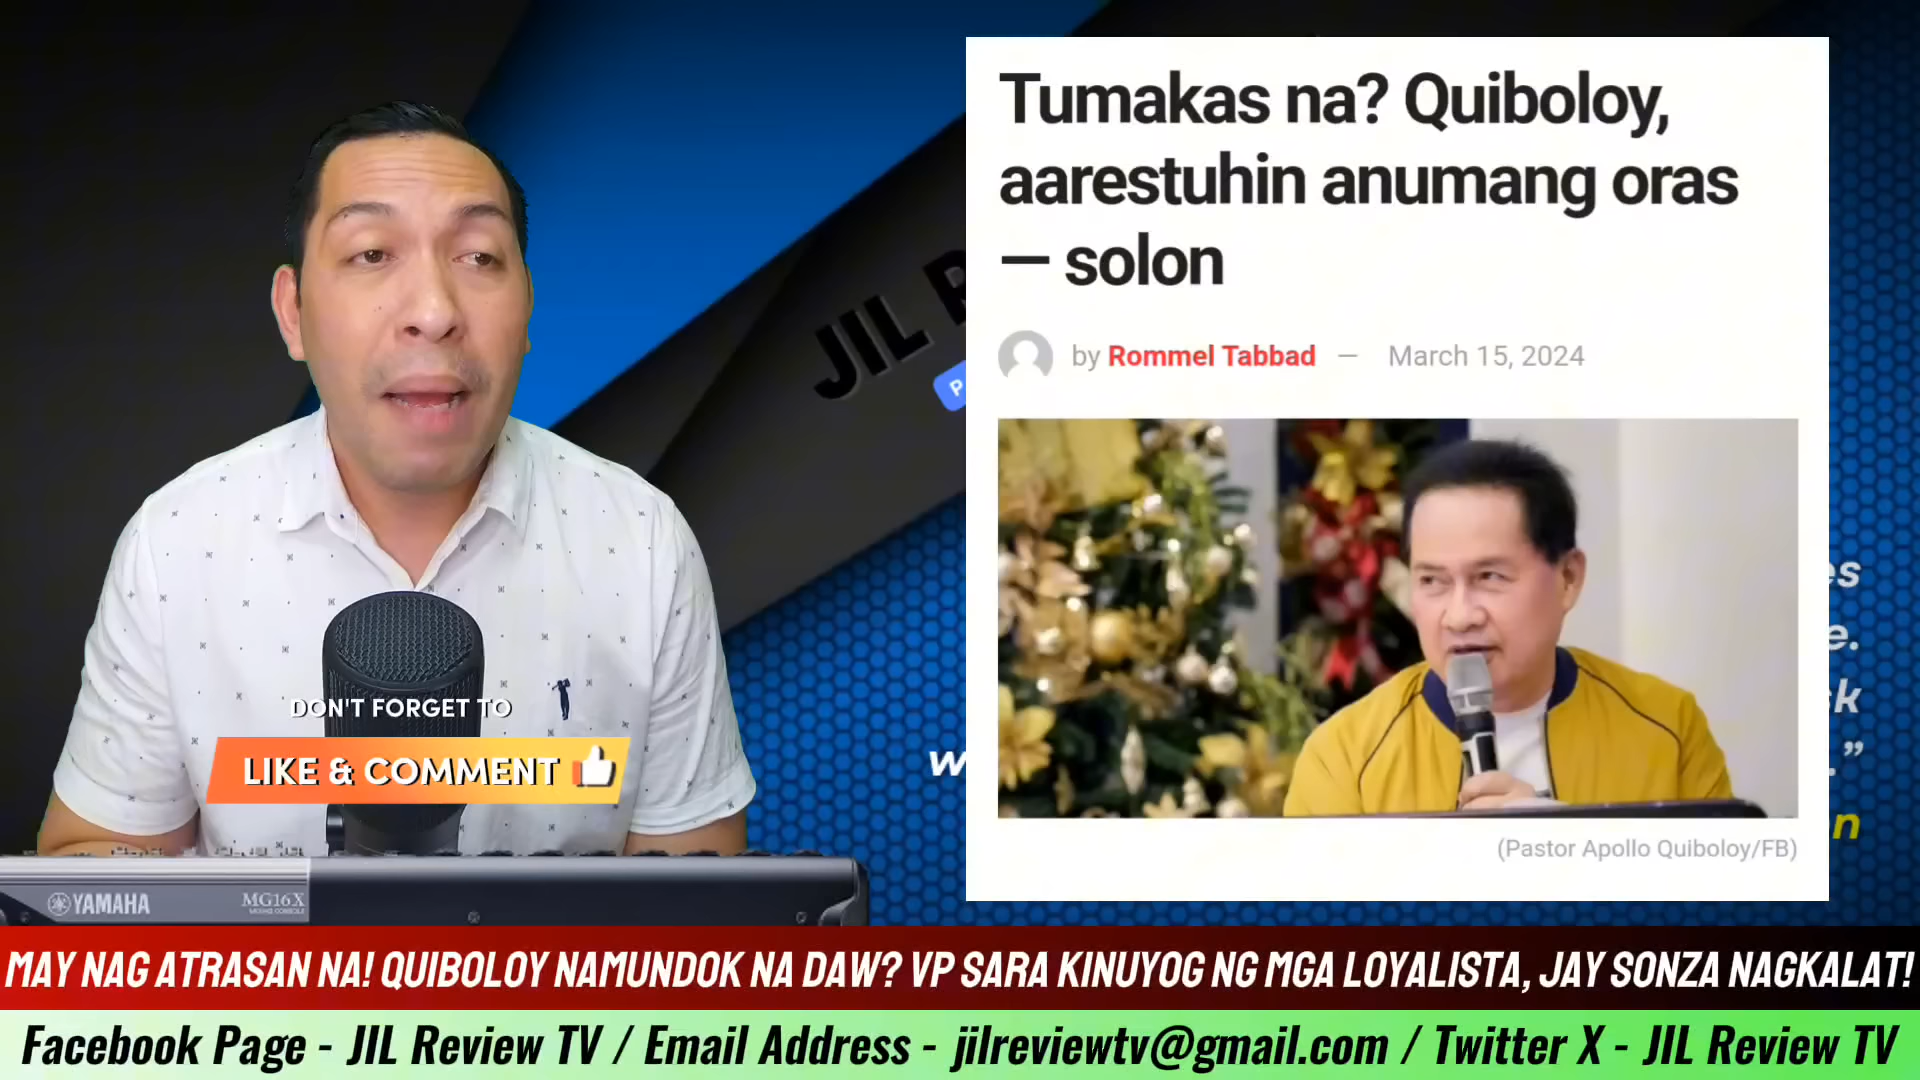 Tumakas na? Quiboloy,
aarestuhin anumang oras
— solon
by Rommel Tabbad — March 15, 2024
(Pastor Apollo Quiboloy/FB)
JIL
DON'T FORGET TO
LIKE & COMMENT
YAMAHA
MG16X
MIXING CONSOLE
MAY NAG ATRASAN NA! QUIBOLOY NAMUNDOK NA DAW? VP SARA KINUYOG NG MGA LOYALISTA, JAY SONZA NAGKALAT!
Facebook Page - JIL Review TV / Email Address - jilreviewtv@gmail.com / Twitter X - JIL Review TV